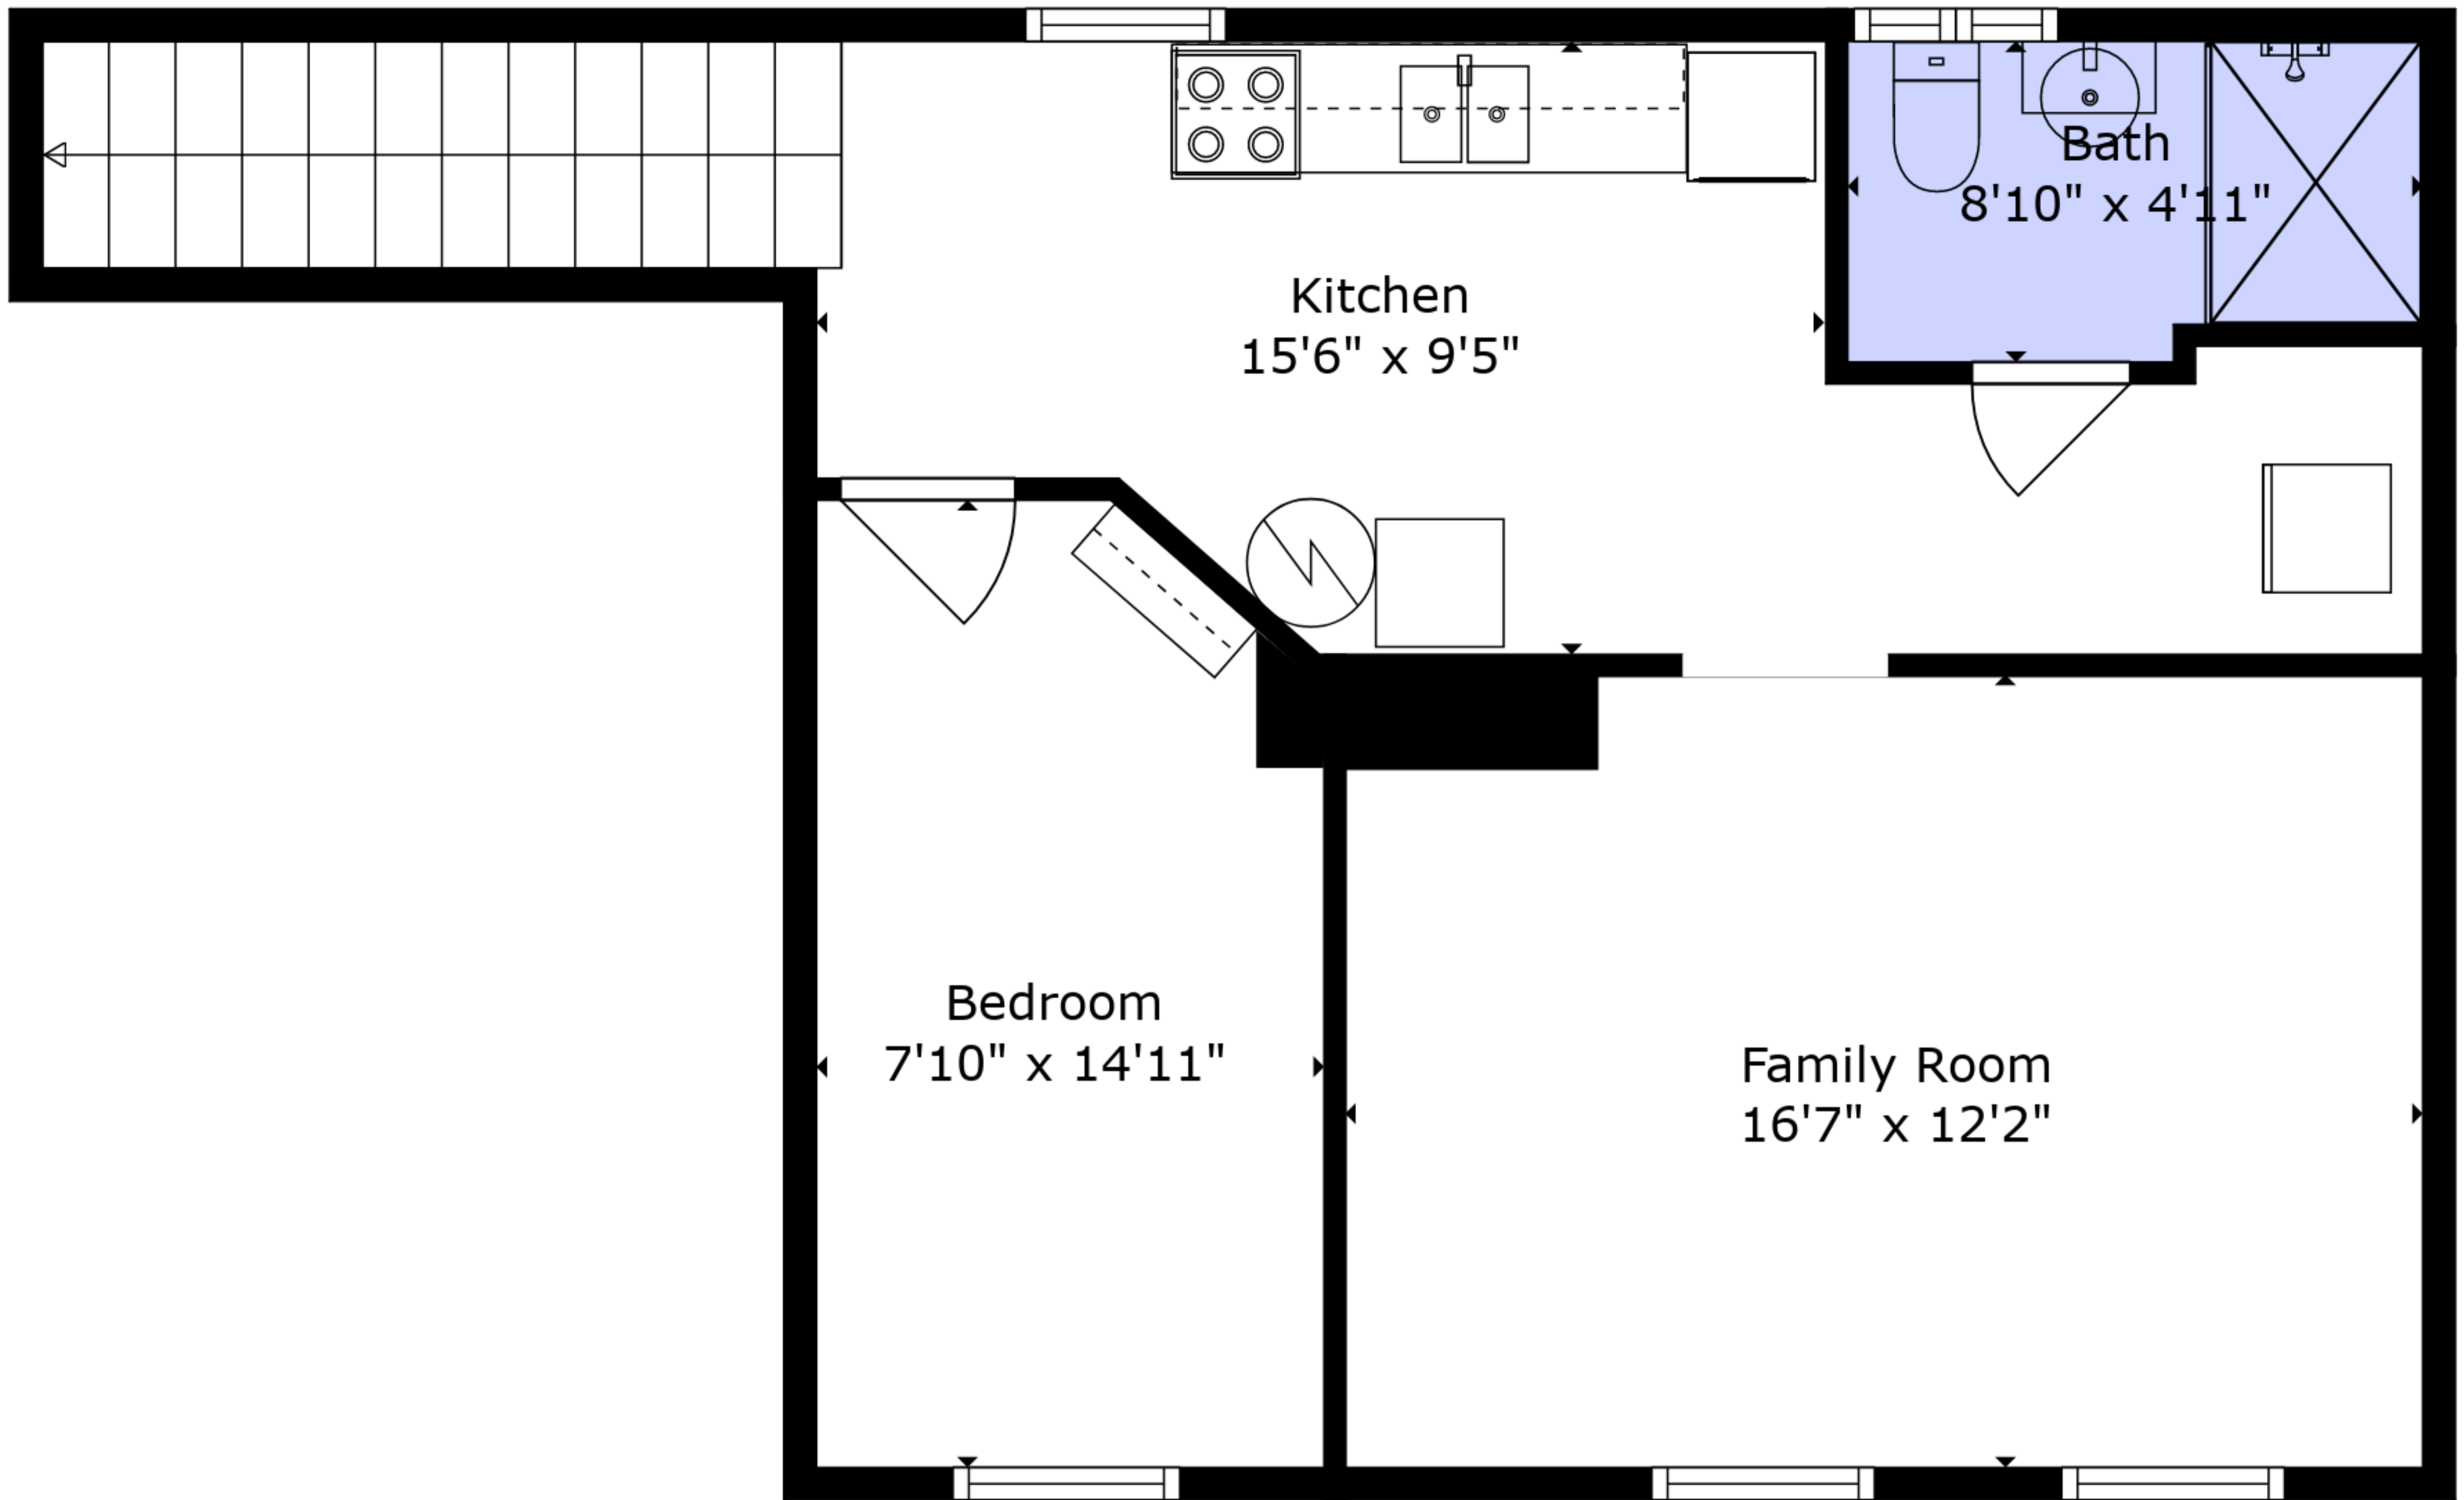 Bath
8'10" x 4'11"
Kitchen
15'6" x 9'5"
Bedroom
7'10" x 14'11"
Family Room
16'7" x 12'2"